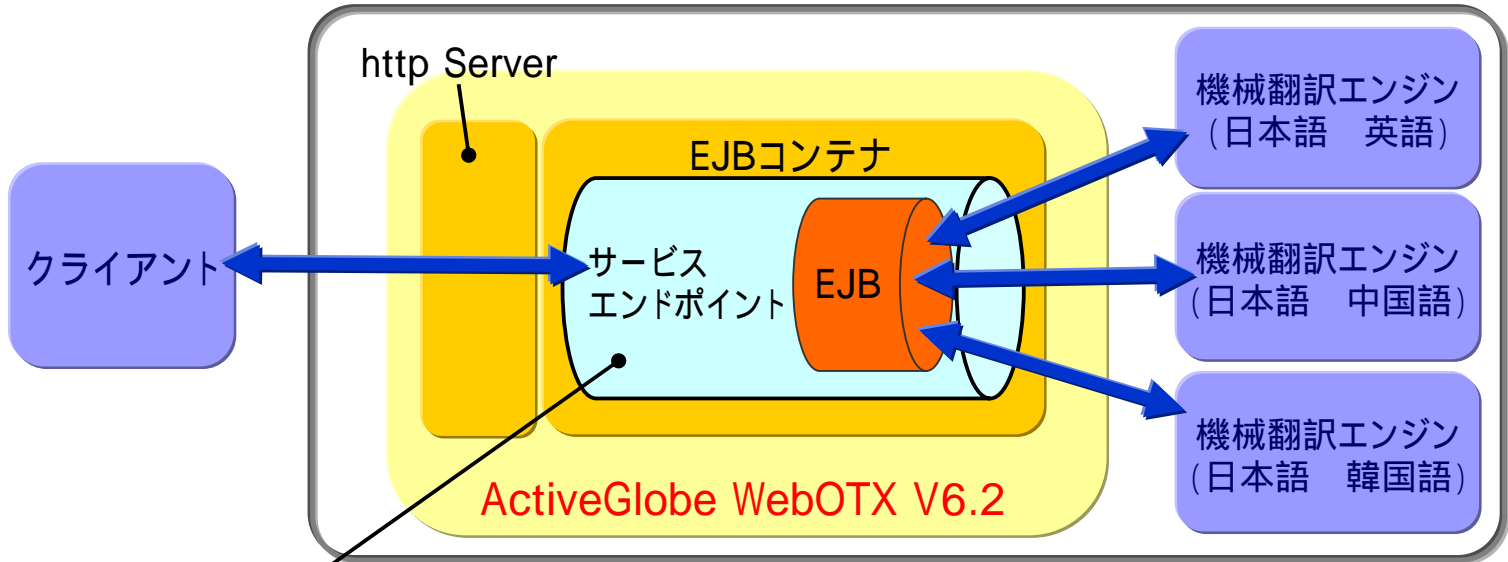 http Server
EJBコンテナ
クライアント
サービス
エンドポイント
EJB
ActiveGlobe WebOTX V6.2
機械翻訳エンジン
(日本語　英語)
機械翻訳エンジン
(日本語　中国語)
機械翻訳エンジン
(日本語　韓国語)